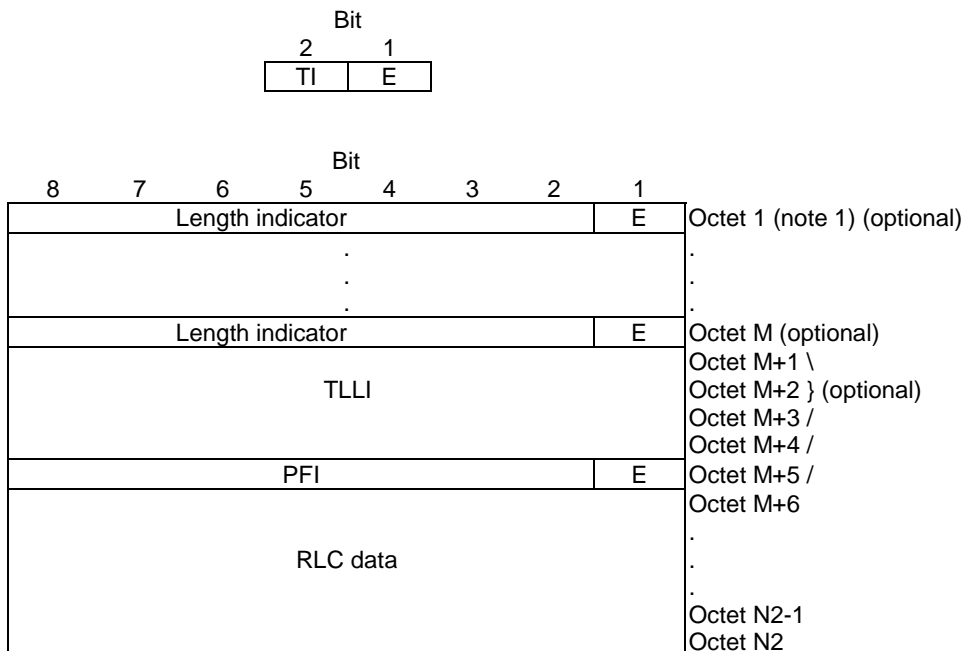 Bit
2 1
TI E
Bit
8 7 6 5 4 3 2 1
Length indicator E Octet 1 (note 1) (optional)
. .
. .
. .
Length indicator E Octet M (optional)
Octet M+1 \
TLLI Octet M+2 } (optional)
Octet M+3 /
Octet M+4 /
PFI E Octet M+5 /
Octet M+6
.
RLC data .
.
Octet N2-1
Octet N2